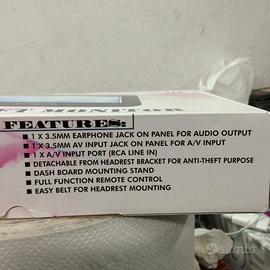 MONITOR
FEATURES:
■ 1 X 3.5MM EARPHONE JACK ON PANEL FOR AUDIO OUTPUT
■ 1 X 3.5MM AV INPUT JACK ON PANEL FOR A/V INPUT
■ 1 X A/V INPUT PORT (RCA LINE IN)
■ DETACHABLE FROM HEADREST BRACKET FOR ANTI-THEFT PURPOSE
■ DASH BOARD MOUNTING STAND
■ FULL FUNCTION REMOTE CONTROL
■ EASY BELT FOR HEADREST MOUNTING
subito